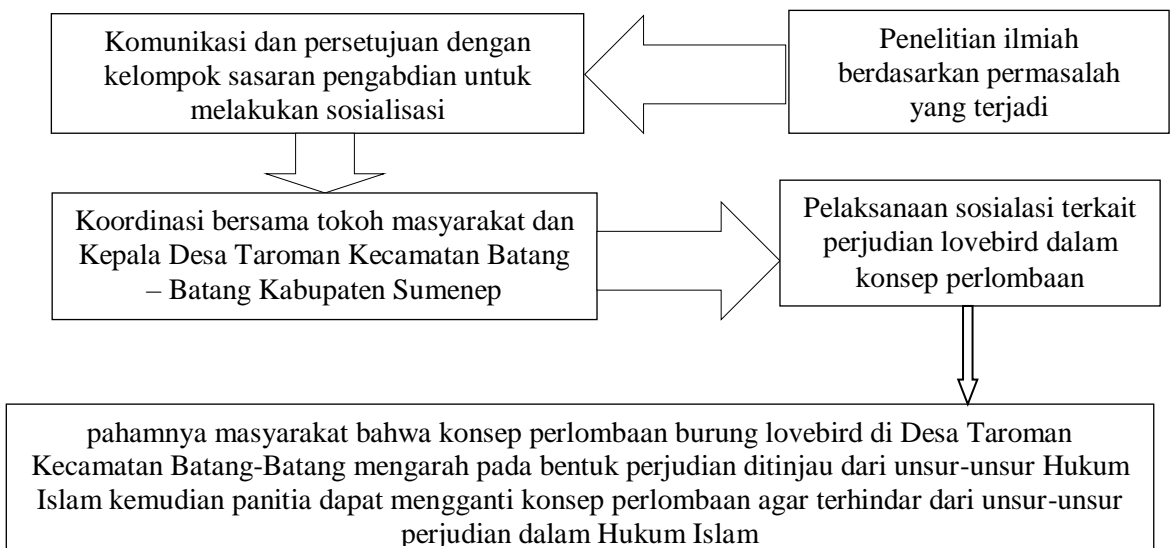 Penelitian ilmiah
berdasarkan permasalah
yang terjadi
Komunikasi dan persetujuan dengan
kelompok sasaran pengabdian untuk
melakukan sosialisasi
Koordinasi bersama tokoh masyarakat dan
Kepala Desa Taroman Kecamatan Batang
– Batang Kabupaten Sumenep
Pelaksanaan sosialasi terkait
perjudian lovebird dalam
konsep perlombaan
pahamnya masyarakat bahwa konsep perlombaan burung lovebird di Desa Taroman
Kecamatan Batang-Batang mengarah pada bentuk perjudian ditinjau dari unsur-unsur Hukum
Islam kemudian panitia dapat mengganti konsep perlombaan agar terhindar dari unsur-unsur
perjudian dalam Hukum Islam